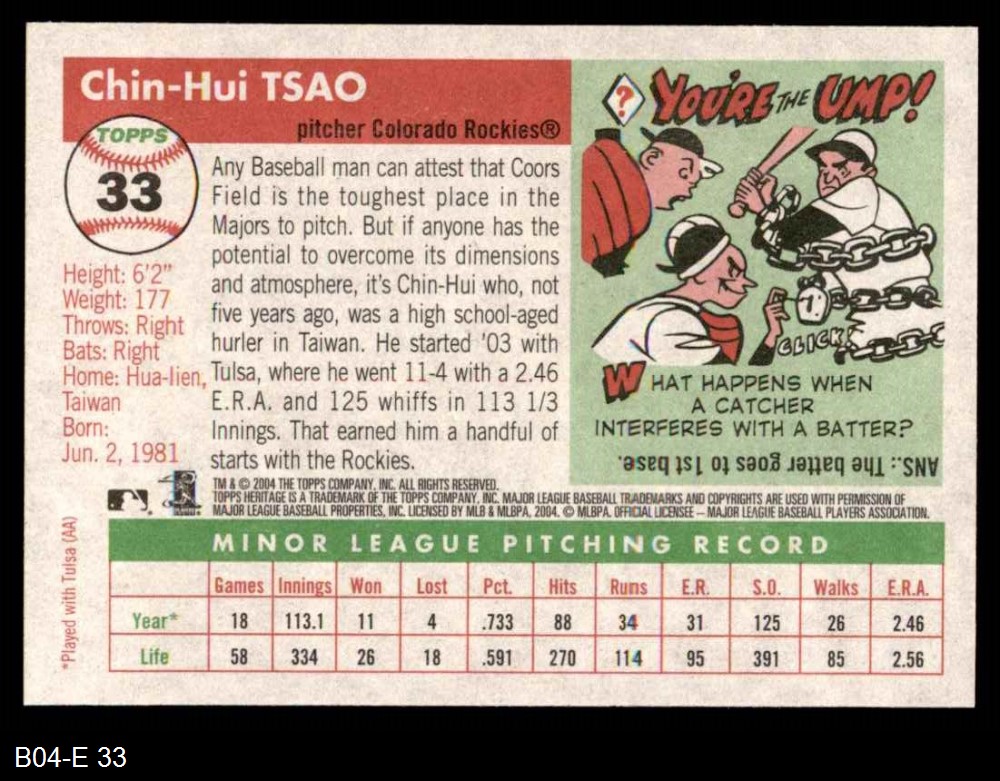 Chin-Hui TSAO
pitcher Colorado Rockies®
TOPPS
33
Height: 6'2"
Weight: 177
Throws: Right
Bats: Right
Home: Hua-lien,
Taiwan
Born:
Jun. 2, 1981
Any Baseball man can attest that Coors
Field is the toughest place in the
Majors to pitch. But if anyone has the
potential to overcome its dimensions
and atmosphere, it's Chin-Hui who, not
five years ago, was a high school-aged
hurler in Taiwan. He started '03 with
Tulsa, where he went 11-4 with a 2.46
E.R.A. and 125 whiffs in 113 1/3
Innings. That earned him a handful of
starts with the Rockies.
?
YOU'RE THE UMP!
CLICK!
WHAT HAPPENS WHEN
A CATCHER
INTERFERES WITH A BATTER?
ANS.: The batter goes to 1st base.
TM & © 2004 THE TOPPS COMPANY, INC. ALL RIGHTS RESERVED.
TOPPS HERITAGE IS A TRADEMARK OF THE TOPPS COMPANY, INC. MAJOR LEAGUE BASEBALL TRADEMARKS AND COPYRIGHTS ARE USED WITH PERMISSION OF
MAJOR LEAGUE BASEBALL PROPERTIES, INC. LICENSED BY MLB & MLBPA, 2004. © MLBPA. OFFICIAL LICENSEE – MAJOR LEAGUE BASEBALL PLAYERS ASSOCIATION.
MINOR LEAGUE PITCHING RECORD
Games Innings Won Lost Pct. Hits Runs E.R. S.O. Walks E.R.A.
Year* 18 113.1 11 4 .733 88 34 31 125 26 2.46
Life 58 334 26 18 .591 270 114 95 391 85 2.56
*Played with Tulsa (AA)
B04-E 33